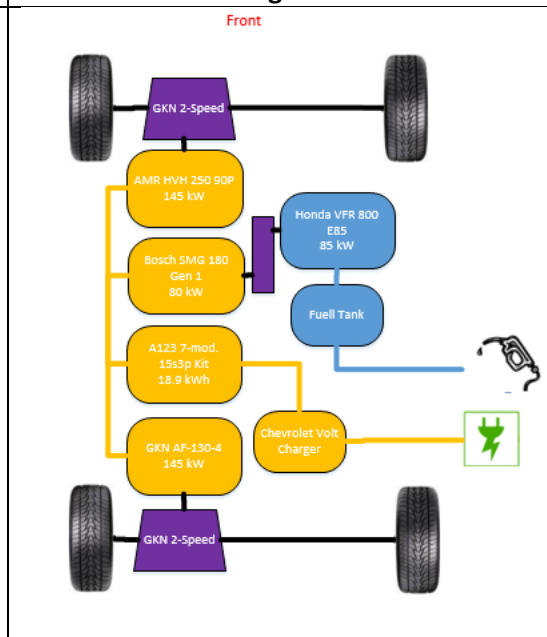 Front
GKN 2-Speed
AMR HVH 250 90P
145 kW
Honda VFR 800
E85
85 kW
Bosch SMG 180
Gen 1
80 kW
Fuell Tank
A123 7-mod.
15s3p Kit
18.9 kWh
Chevrolet Volt
Charger
GKN AF-130-4
145 kW
GKN 2-Speed